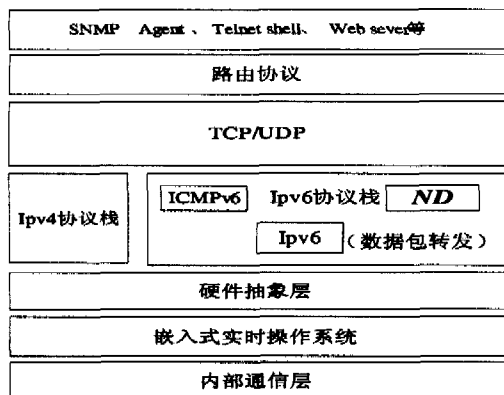 SNMP Agent 、 Telnet shell、 Web sever等
路由协议
TCP/UDP
Ipv4协议栈
ICMPv6 Ipv6协议栈 ND
Ipv6 （数据包转发）
硬件抽象层
嵌入式实时操作系统
内部通信层